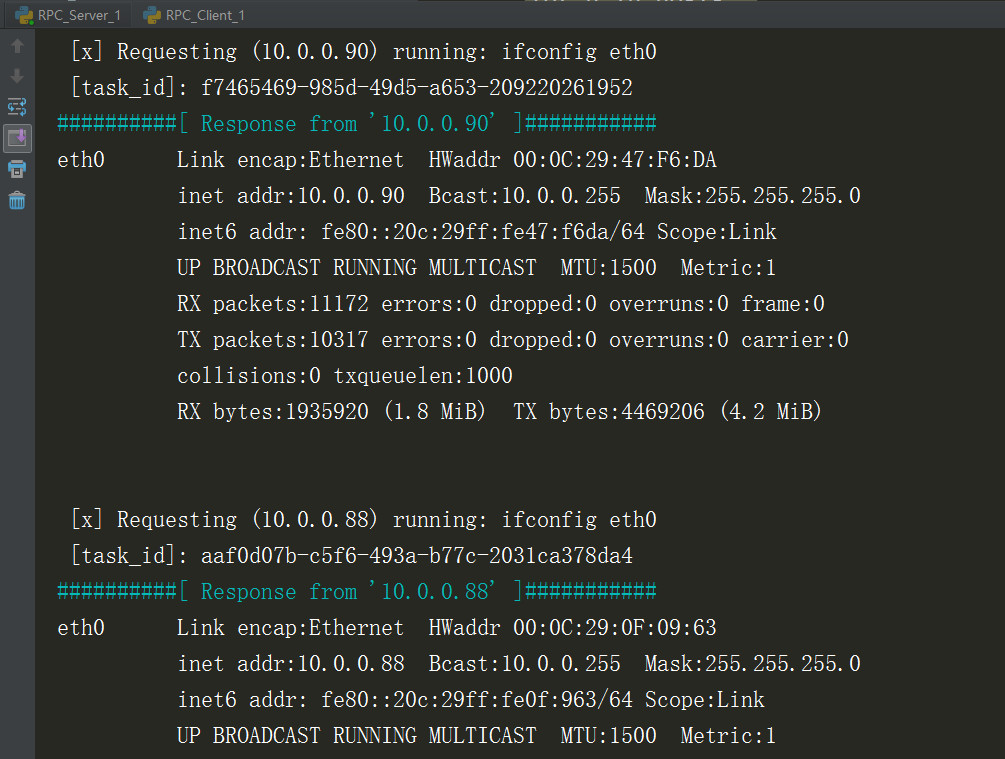 RPC_Server_1 RPC_Client_1
[x] Requesting (10.0.0.90) running: ifconfig eth0
[task_id]: f7465469-985d-49d5-a653-209220261952
##########[ Response from '10.0.0.90' ]###########
eth0      Link encap:Ethernet  HWaddr 00:0C:29:47:F6:DA
          inet addr:10.0.0.90  Bcast:10.0.0.255  Mask:255.255.255.0
          inet6 addr: fe80::20c:29ff:fe47:f6da/64 Scope:Link
          UP BROADCAST RUNNING MULTICAST  MTU:1500  Metric:1
          RX packets:11172 errors:0 dropped:0 overruns:0 frame:0
          TX packets:10317 errors:0 dropped:0 overruns:0 carrier:0
          collisions:0 txqueuelen:1000
          RX bytes:1935920 (1.8 MiB)  TX bytes:4469206 (4.2 MiB)
[x] Requesting (10.0.0.88) running: ifconfig eth0
[task_id]: aaf0d07b-c5f6-493a-b77c-2031ca378da4
##########[ Response from '10.0.0.88' ]###########
eth0      Link encap:Ethernet  HWaddr 00:0C:29:0F:09:63
          inet addr:10.0.0.88  Bcast:10.0.0.255  Mask:255.255.255.0
          inet6 addr: fe80::20c:29ff:fe0f:963/64 Scope:Link
          UP BROADCAST RUNNING MULTICAST  MTU:1500  Metric:1